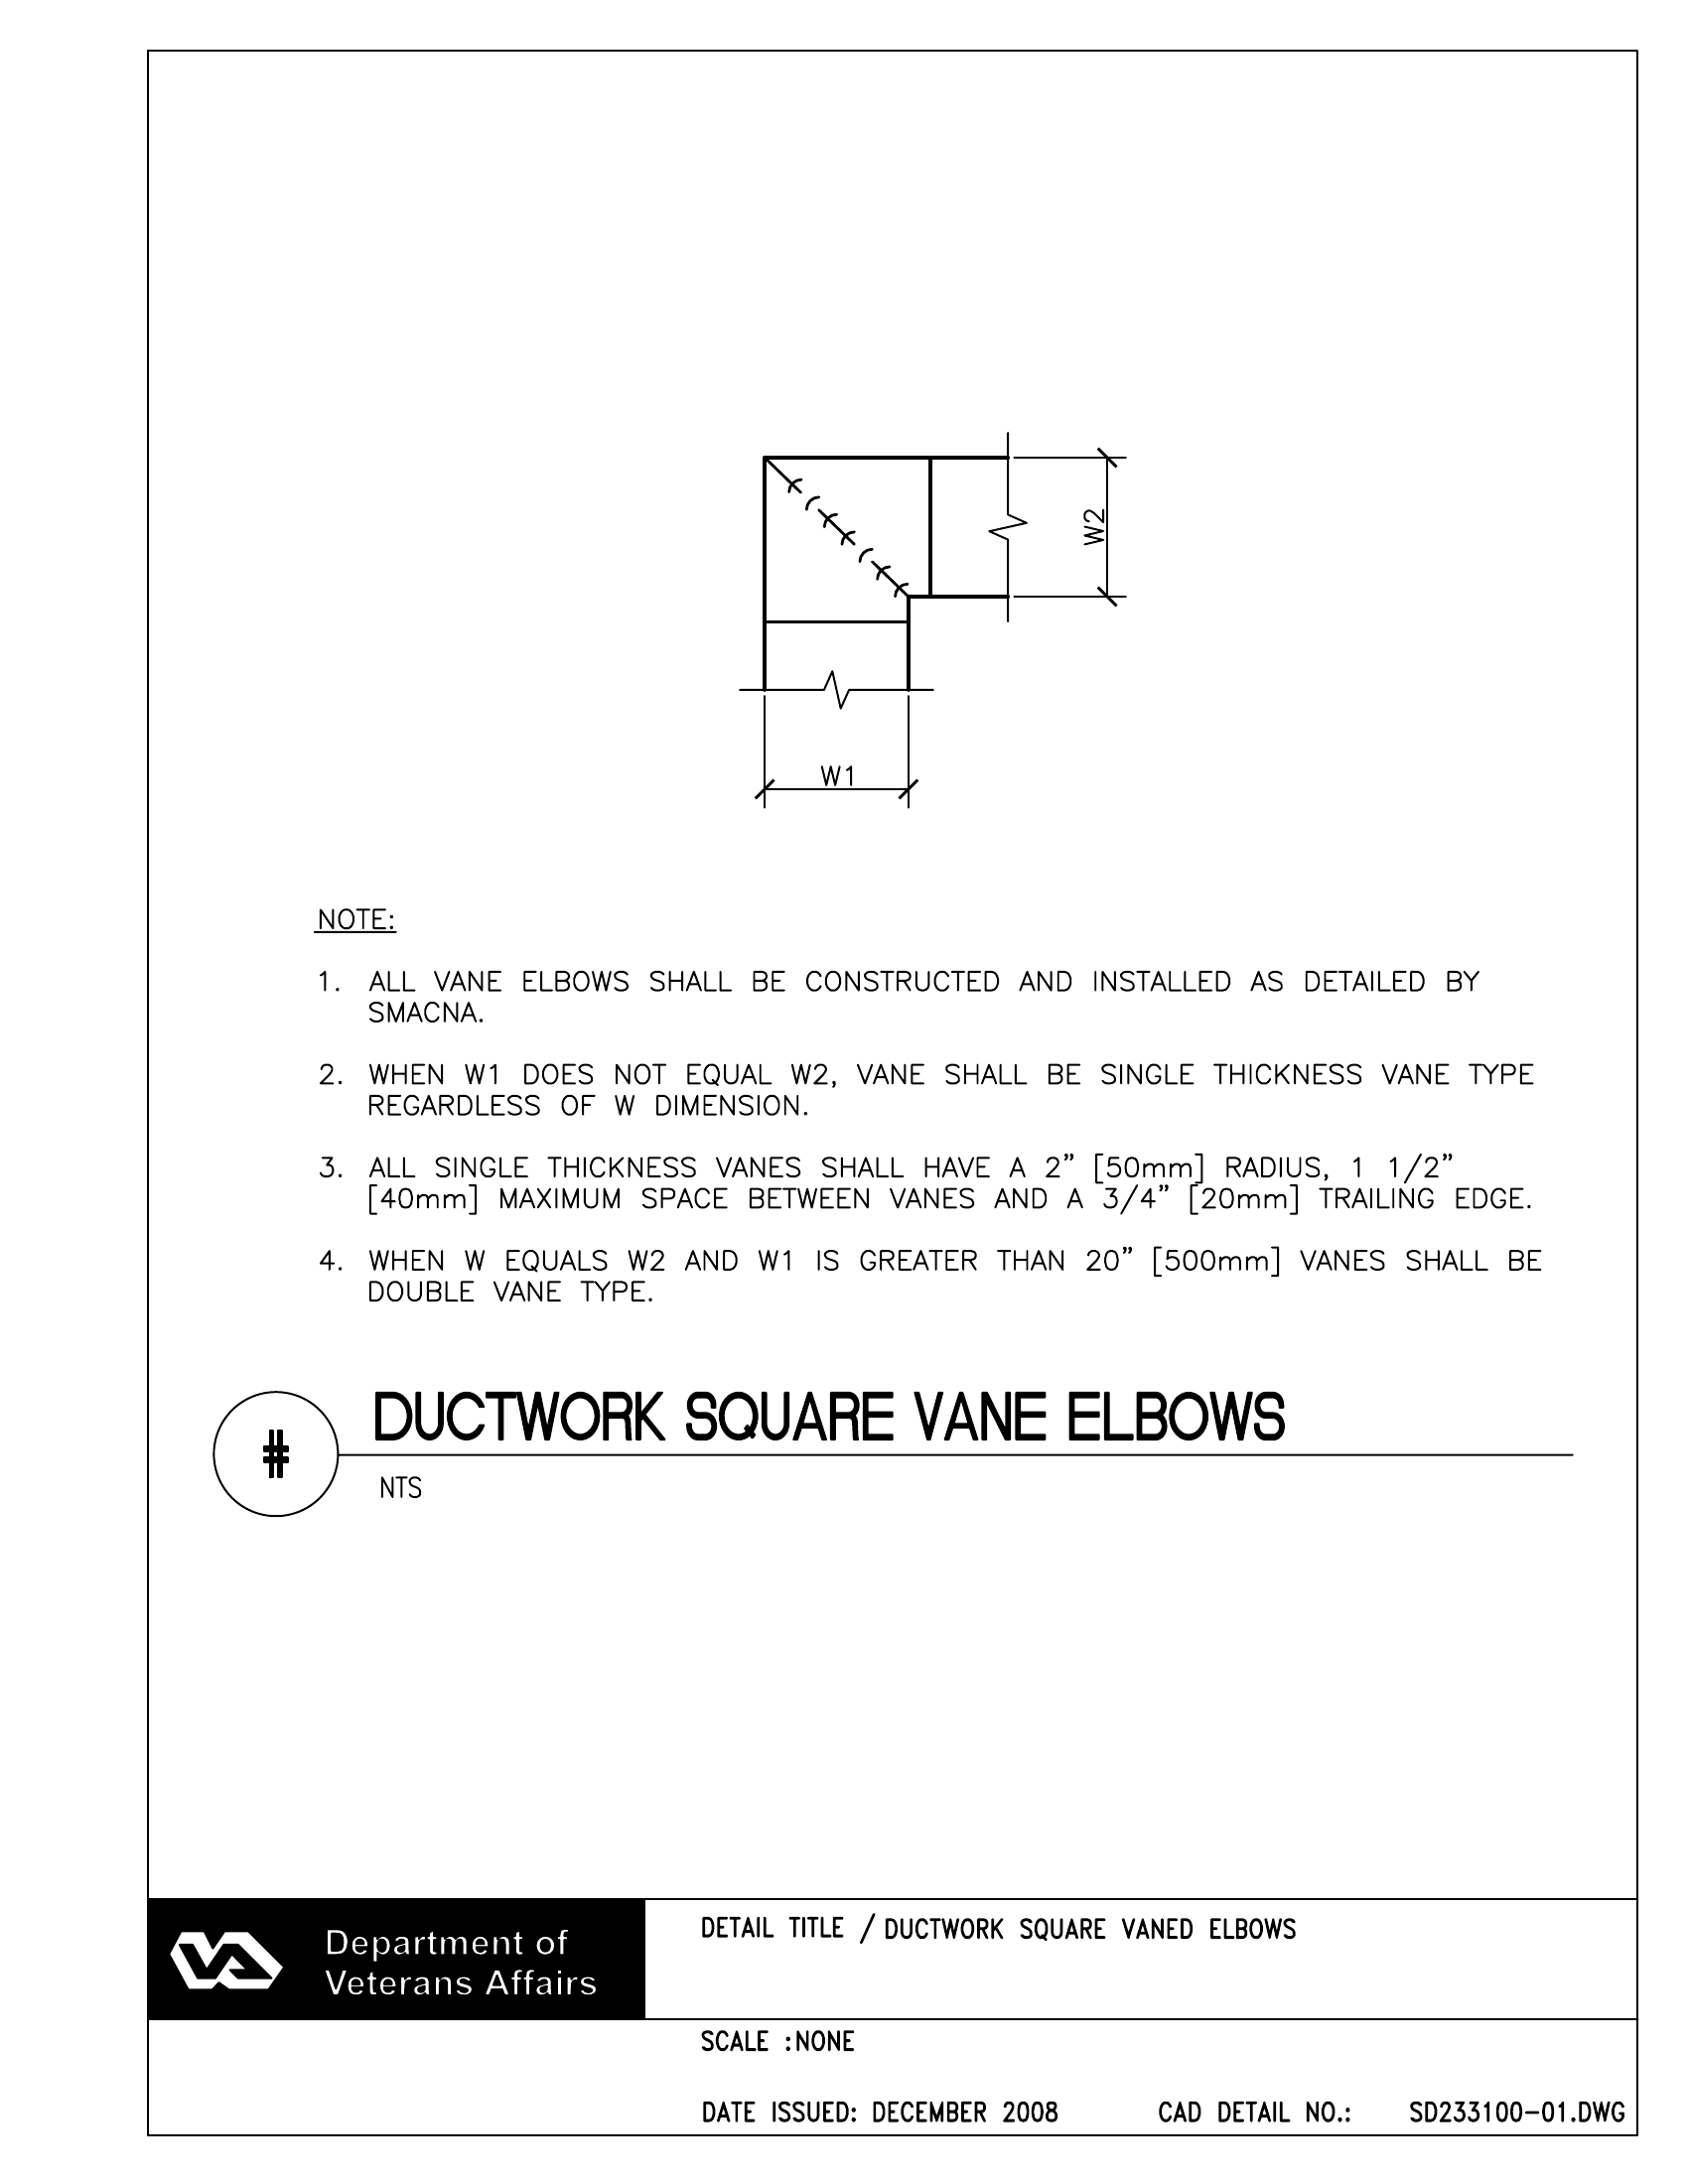 W2
W1
NOTE:
1. ALL VANE ELBOWS SHALL BE CONSTRUCTED AND INSTALLED AS DETAILED BY
SMACNA.
2. WHEN W1 DOES NOT EQUAL W2, VANE SHALL BE SINGLE THICKNESS VANE TYPE
REGARDLESS OF W DIMENSION.
3. ALL SINGLE THICKNESS VANES SHALL HAVE A 2” [50mm] RADIUS, 1 1/2”
[40mm] MAXIMUM SPACE BETWEEN VANES AND A 3/4” [20mm] TRAILING EDGE.
4. WHEN W EQUALS W2 AND W1 IS GREATER THAN 20” [500mm] VANES SHALL BE
DOUBLE VANE TYPE.
# DUCTWORK SQUARE VANE ELBOWS
NTS
Department of
Veterans Affairs
DETAIL TITLE / DUCTWORK SQUARE VANED ELBOWS
SCALE :NONE
DATE ISSUED: DECEMBER 2008 CAD DETAIL NO.: SD233100-01.DWG